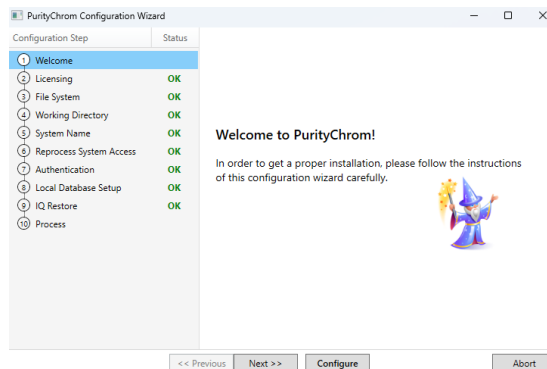 PurityChrom Configuration Wizard
Configuration Step Status
1 Welcome
2 Licensing OK
3 File System OK
4 Working Directory OK
5 System Name OK
6 Reprocess System Access OK
7 Authentication OK
8 Local Database Setup OK
9 IQ Restore OK
10 Process
Welcome to PurityChrom!
In order to get a proper installation, please follow the instructions
of this configuration wizard carefully.
<< Previous Next >> Configure Abort